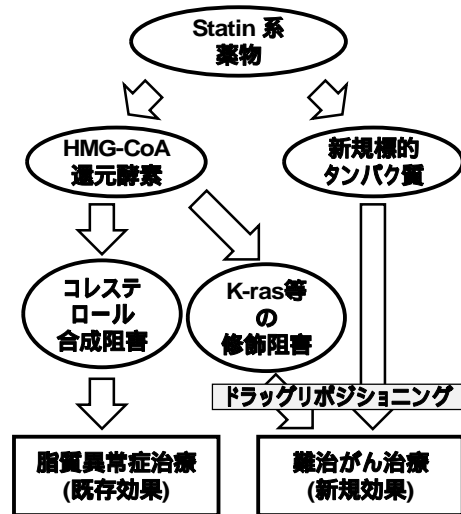 Statin 系
薬物
HMG-CoA
還元酵素
新規標的
タンパク質
コレステ
ロール
合成阻害
K-ras等
の
修飾阻害
ドラッグリポジショニング
脂質異常症治療
(既存効果)
難治がん治療
(新規効果)